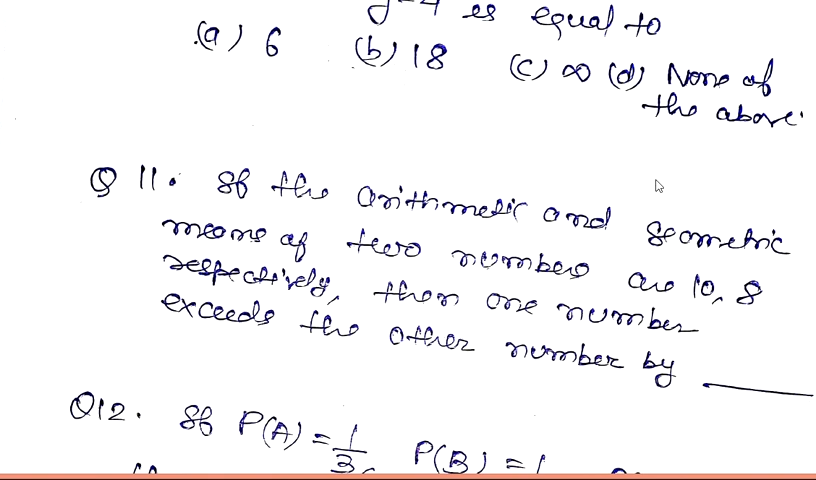 y-4 is equal to
(a) 6 (b) 18 (c) ∞ (d) None of
the above.
Q 11. If the arithmetic and geometric
means of two numbers are 10, 8
respectively, then one number
exceeds the other number by ______
Q12. If P(A) = 1/3, P(B) = 1